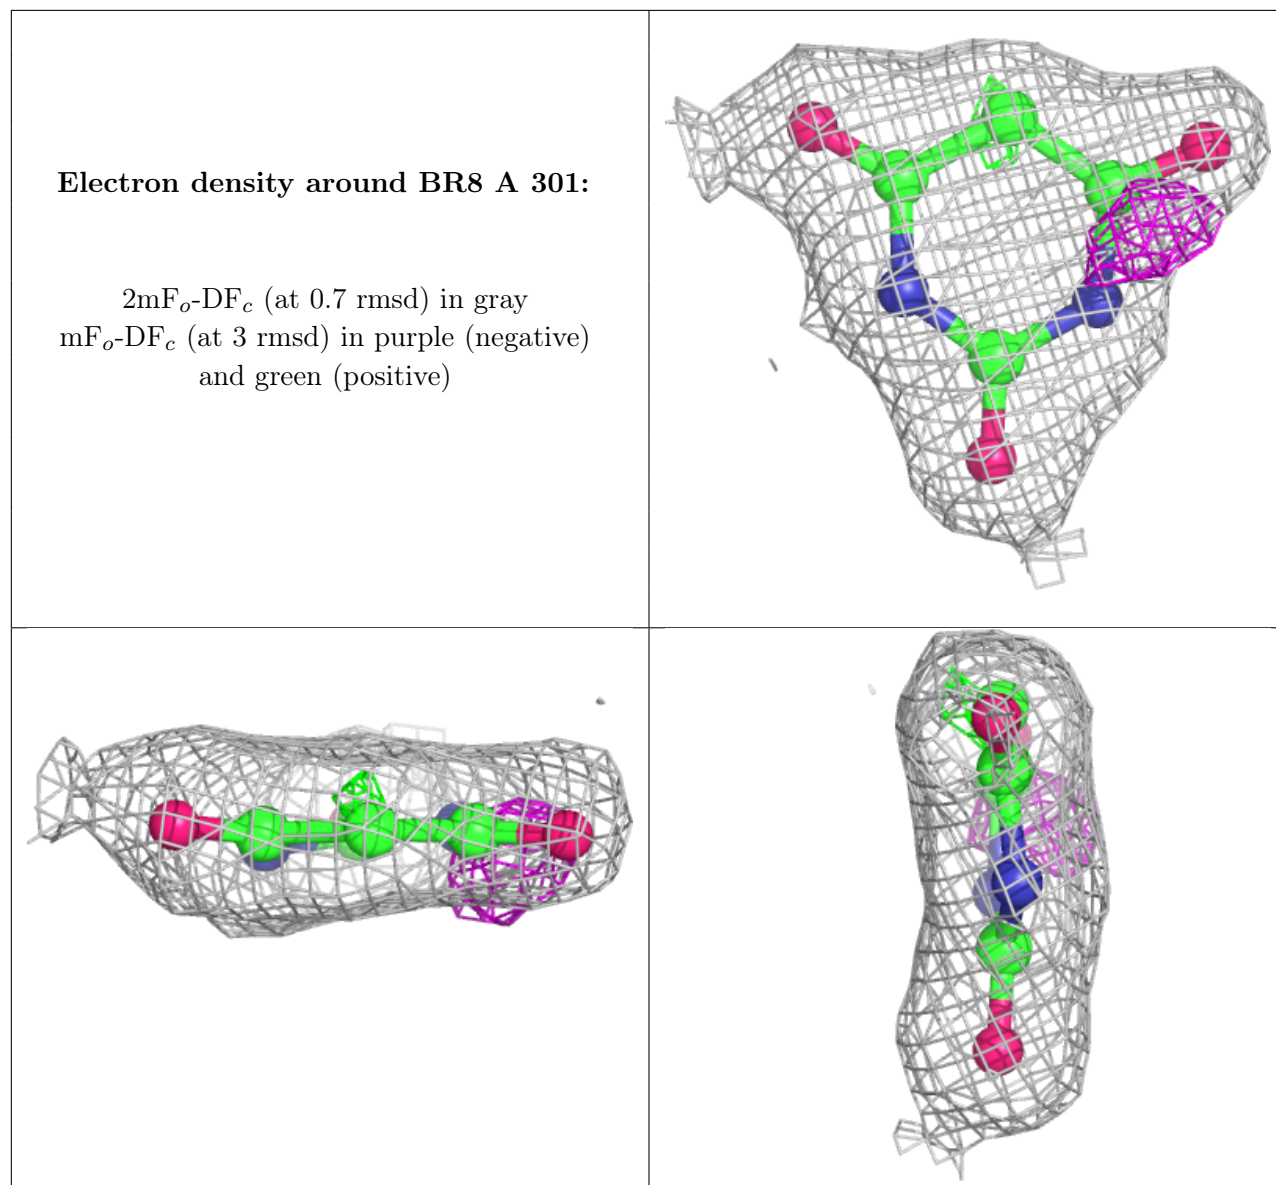 Electron density around BR8 A 301:
2mFo-DFc (at 0.7 rmsd) in gray
mFo-DFc (at 3 rmsd) in purple (negative)
and green (positive)